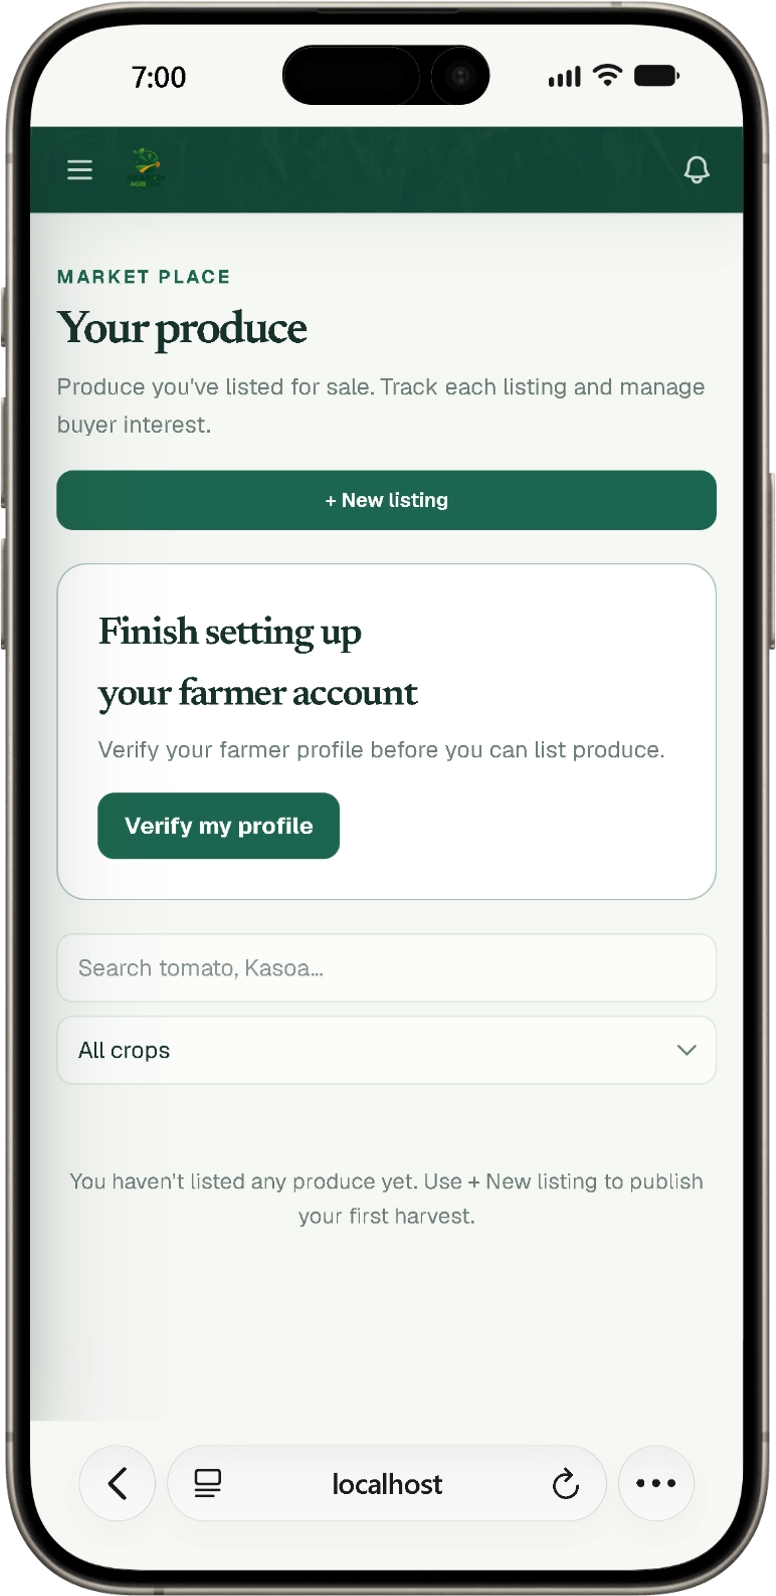 7:00
AGRI
MARKET PLACE
Your produce
Produce you've listed for sale. Track each listing and manage
buyer interest.
+ New listing
Finish setting up
your farmer account
Verify your farmer profile before you can list produce.
Verify my profile
Search tomato, Kasoa...
All crops
You haven't listed any produce yet. Use + New listing to publish
your first harvest.
localhost